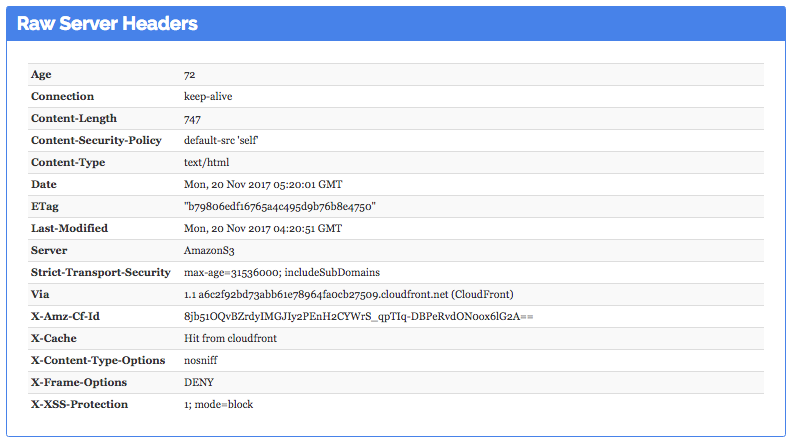 Raw Server Headers
Age 72
Connection keep-alive
Content-Length 747
Content-Security-Policy default-src 'self'
Content-Type text/html
Date Mon, 20 Nov 2017 05:20:01 GMT
ETag "b79806edf16765a4c495d9b76b8e4750"
Last-Modified Mon, 20 Nov 2017 04:20:51 GMT
Server AmazonS3
Strict-Transport-Security max-age=31536000; includeSubDomains
Via 1.1 a6c2f92bd73abb61e78964fa0cb27509.cloudfront.net (CloudFront)
X-Amz-Cf-Id 8jb51OQvBZrdyIMGJIy2PEnH2CYWrS_qpTIq-DBPeRvdONoox6lG2A==
X-Cache Hit from cloudfront
X-Content-Type-Options nosniff
X-Frame-Options DENY
X-XSS-Protection 1; mode=block